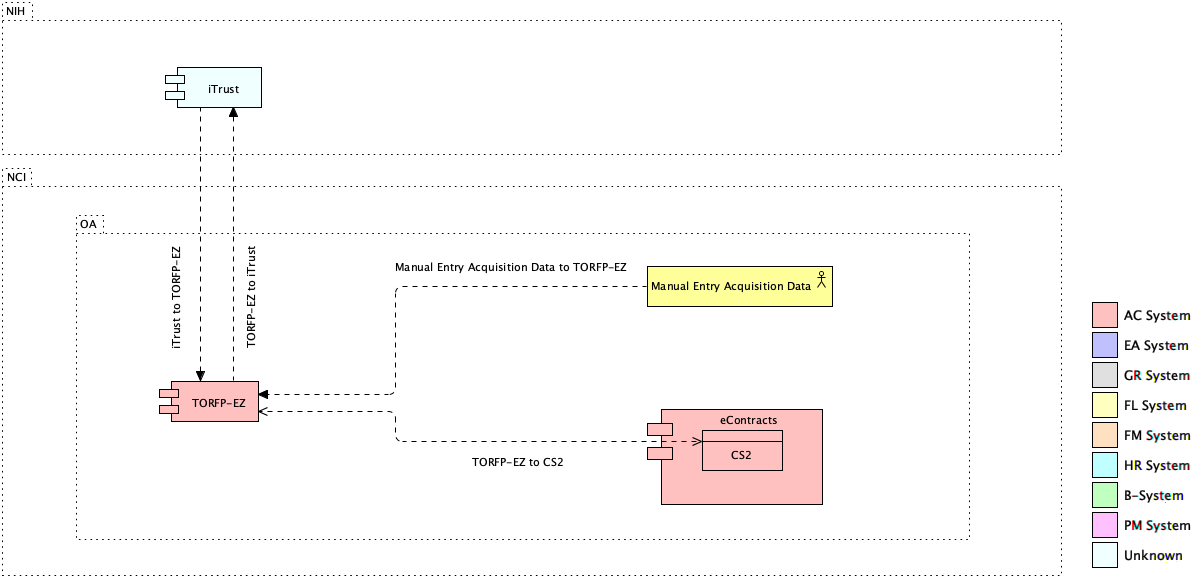 NIH
iTrust
NCI
OA
iTrust to TORFP-EZ
TORFP-EZ to iTrust
Manual Entry Acquisition Data to TORFP-EZ
Manual Entry Acquisition Data
TORFP-EZ
eContracts
CS2
TORFP-EZ to CS2
AC System
EA System
GR System
FL System
FM System
HR System
B-System
PM System
Unknown